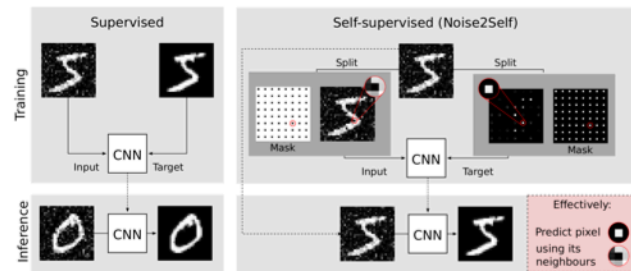 Supervised
Self-supervised (Noise2Self)
Training
Split
Split
Mask
Mask
CNN
Input
Target
CNN
Input
Target
Inference
CNN
CNN
Effectively:
Predict pixel
using its
neighbours